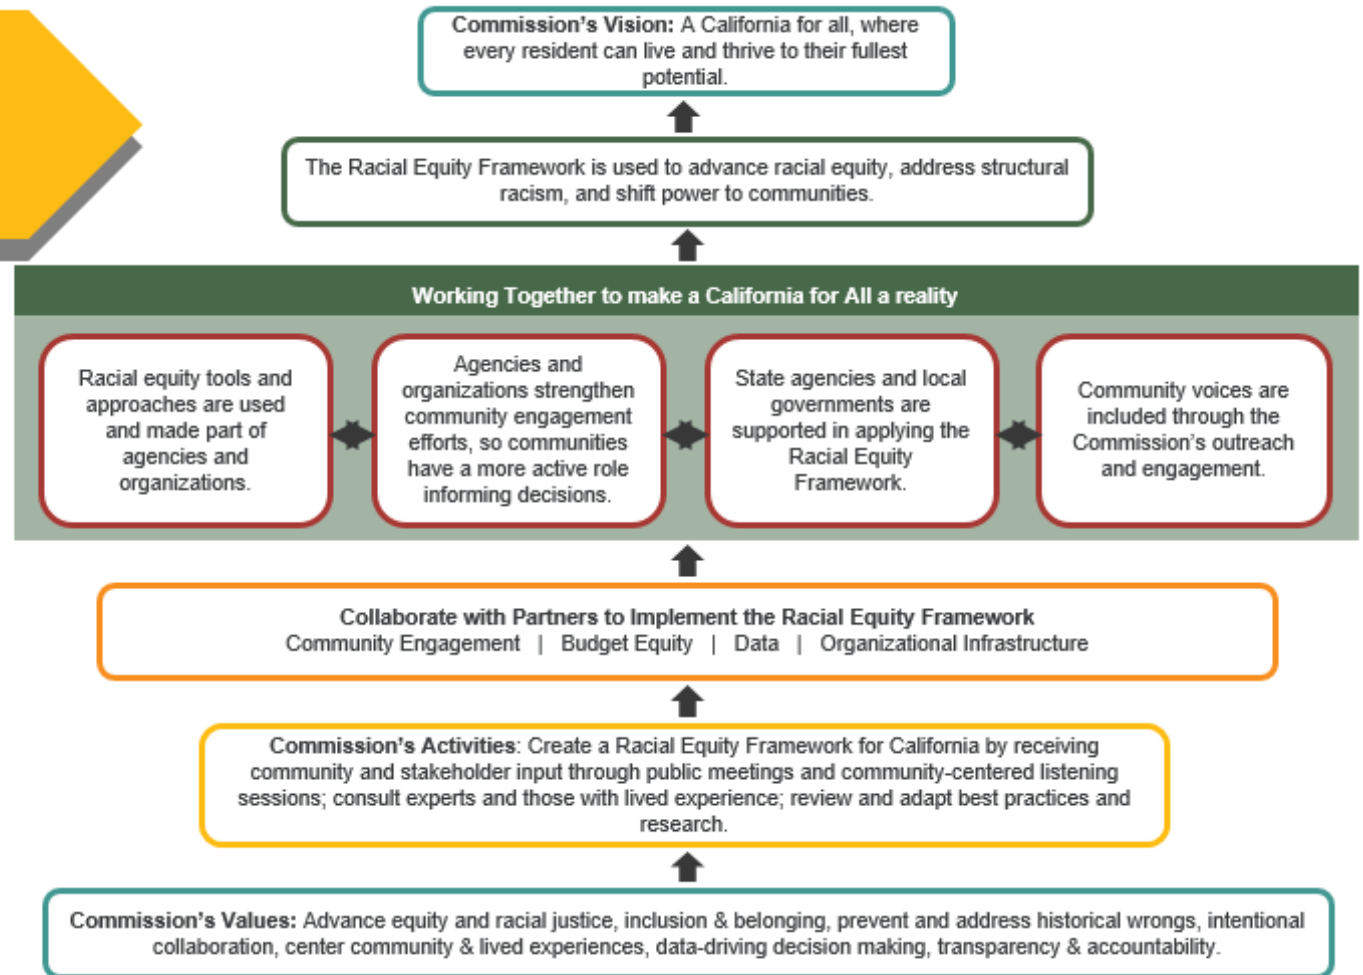 Commission's Vision: A California for all, where
every resident can live and thrive to their fullest
potential.
The Racial Equity Framework is used to advance racial equity, address structural
racism, and shift power to communities.
Working Together to make a California for All a reality
Racial equity tools and
approaches are used
and made part of
agencies and
organizations.
Agencies and
organizations strengthen
community engagement
efforts, so communities
have a more active role
informing decisions.
State agencies and local
governments are
supported in applying the
Racial Equity
Framework.
Community voices are
included through the
Commission's outreach
and engagement.
Collaborate with Partners to Implement the Racial Equity Framework
Community Engagement | Budget Equity | Data | Organizational Infrastructure
Commission's Activities: Create a Racial Equity Framework for California by receiving
community and stakeholder input through public meetings and community-centered listening
sessions; consult experts and those with lived experience; review and adapt best practices and
research.
Commission's Values: Advance equity and racial justice, inclusion & belonging, prevent and address historical wrongs, intentional
collaboration, center community & lived experiences, data-driving decision making, transparency & accountability.